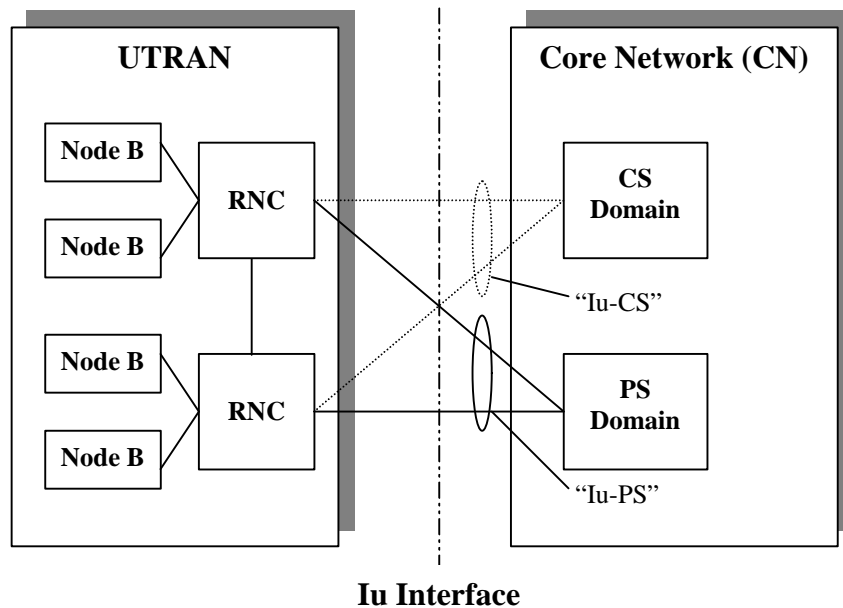 UTRAN
Core Network (CN)
Node B
Node B
RNC
Node B
Node B
RNC
CS
Domain
“Iu-CS”
PS
Domain
“Iu-PS”
Iu Interface